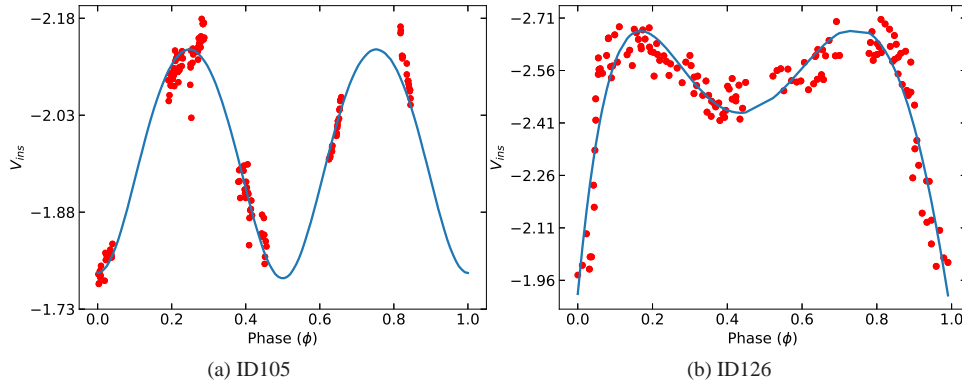 −2.18
−2.03
−1.88
−1.73
V_ins
0.0 0.2 0.4 0.6 0.8 1.0
Phase (ϕ)
(a) ID105
−2.71
−2.56
−2.41
−2.26
−2.11
−1.96
V_ins
0.0 0.2 0.4 0.6 0.8 1.0
Phase (ϕ)
(b) ID126